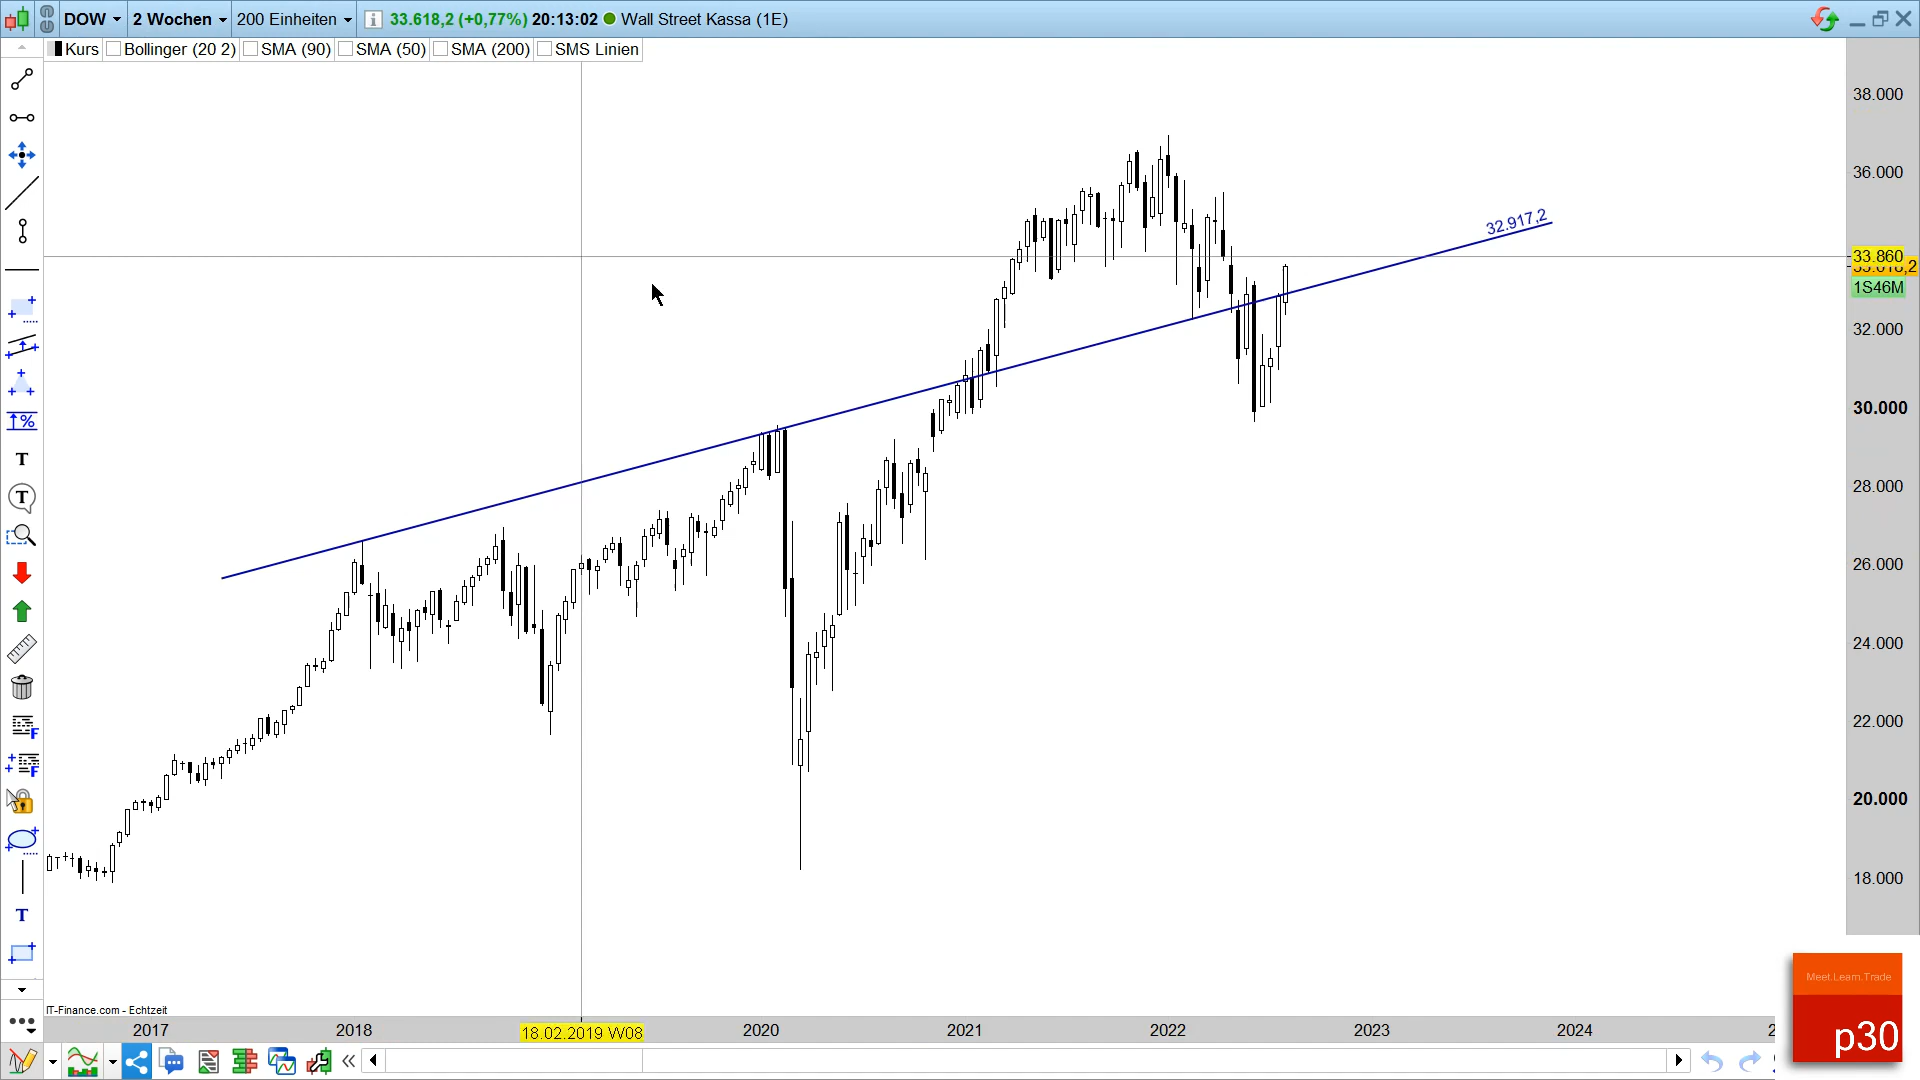 DOW 2 Wochen 200 Einheiten 33.618,2 (+0,77%) 20:13:02 Wall Street Kassa (1E)
Kurs Bollinger (20 2) SMA (90) SMA (50) SMA (200) SMS Linien
38.000
36.000
32.917,2
33.860
33.618,2
1S46M
32.000
30.000
28.000
26.000
24.000
22.000
20.000
18.000
%
T
T
F
F
T
IT-Finance.com - Echtzeit
2017 2018 18.02.2019 W08 2020 2021 2022 2023 2024
Meet.Learn.Trade
p30